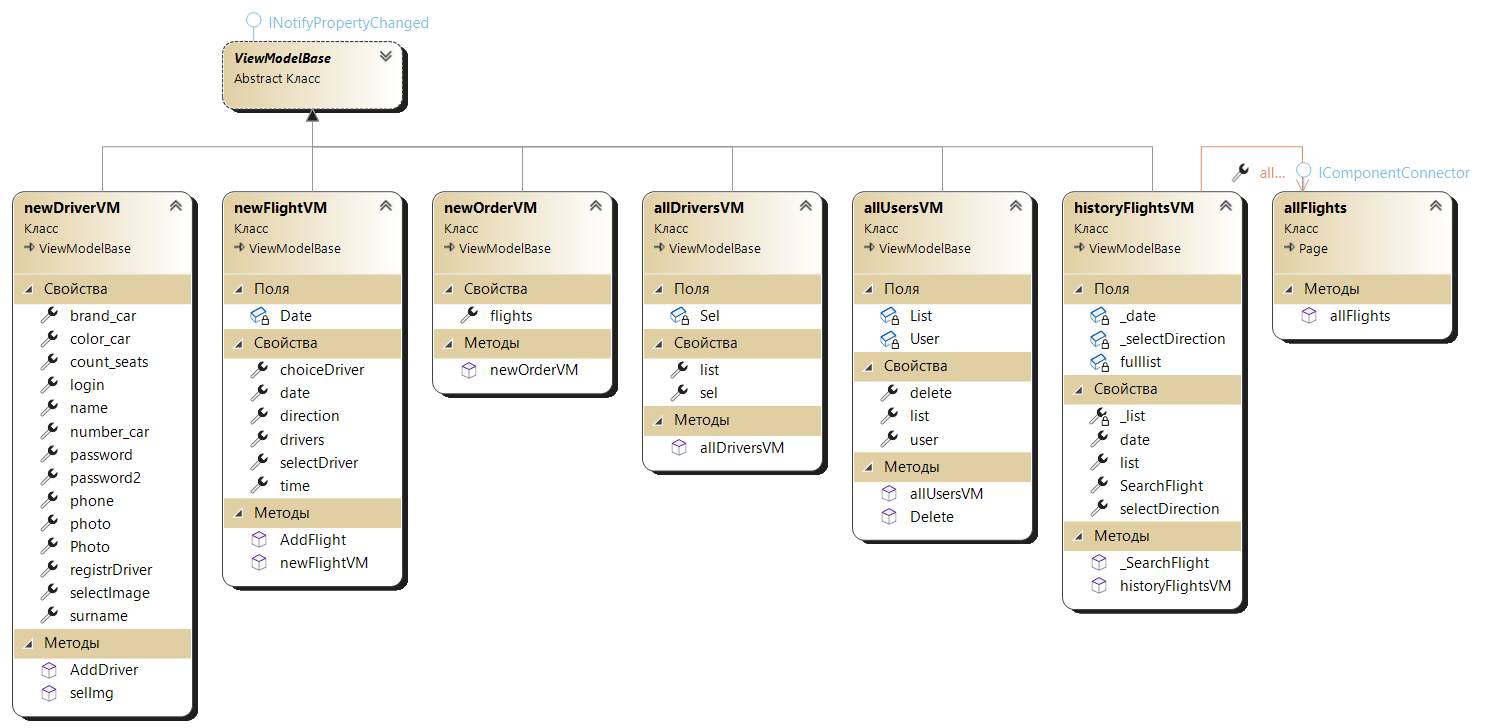 INotifyPropertyChanged
ViewModelBase
Abstract Класс
newDriverVM
Класс
ViewModelBase
Свойства
brand_car
color_car
count_seats
login
name
number_car
password
password2
phone
photo
Photo
registrDriver
selectImage
surname
Методы
AddDriver
selImg
newFlightVM
Класс
ViewModelBase
Поля
Date
Свойства
choiceDriver
date
direction
drivers
selectDriver
time
Методы
AddFlight
newFlightVM
newOrderVM
Класс
ViewModelBase
Свойства
flights
Методы
newOrderVM
allDriversVM
Класс
ViewModelBase
Поля
Sel
Свойства
list
sel
Методы
allDriversVM
allUsersVM
Класс
ViewModelBase
Поля
List
User
Свойства
delete
list
user
Методы
allUsersVM
Delete
historyFlightsVM
Класс
ViewModelBase
Поля
_date
_selectDirection
fulllist
Свойства
_list
date
list
SearchFlight
selectDirection
Методы
_SearchFlight
historyFlightsVM
all...
IComponentConnector
allFlights
Класс
Page
Методы
allFlights